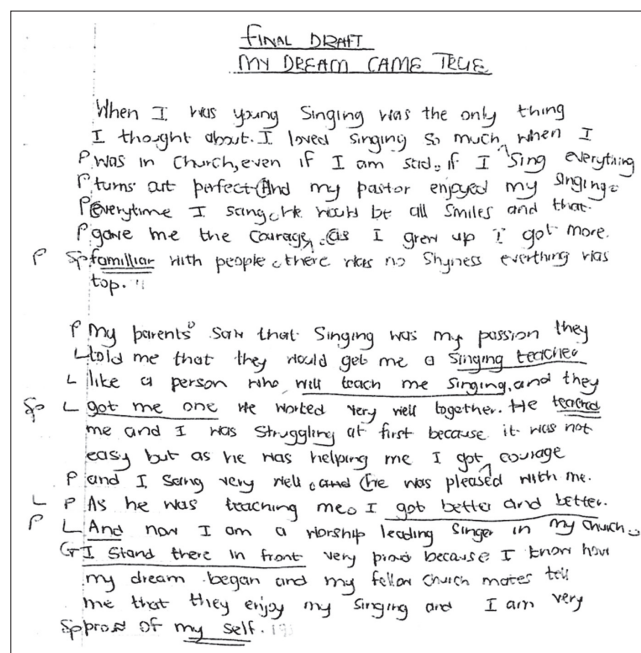 FINAL DRAFT
MY DREAM CAME TRUE
When I was young Singing was the only thing
I thought about. I loved singing so much, when I
P was in Church, even if I am sad, if I sing everything
P turns out perfect. And my pastor enjoyed my singing.
P Everytime I sang, He would be all smiles and that
P gave me the courage. As I grew up I got more.
P Sp familliar with people, there was no Shyness everthing was
top.
P My parents' saw that Singing was my passion they
L told me that they would get me a singing teacher
L like a person who will teach me singing, and they
Sp L got me one We worked very well together. He teached
me and I was Struggling at first because it was not
easy but as he was helping me I got courage
P and I sang very well, and he was pleased with me.
L P As he was teaching me, I got better and better.
P L And now I am a worship leading singer in my church,
G I Stand there in front very proud because I know how
my dream began and my fellow church mates tell
me that they enjoy my singing and I am very
Sp proud of my self.